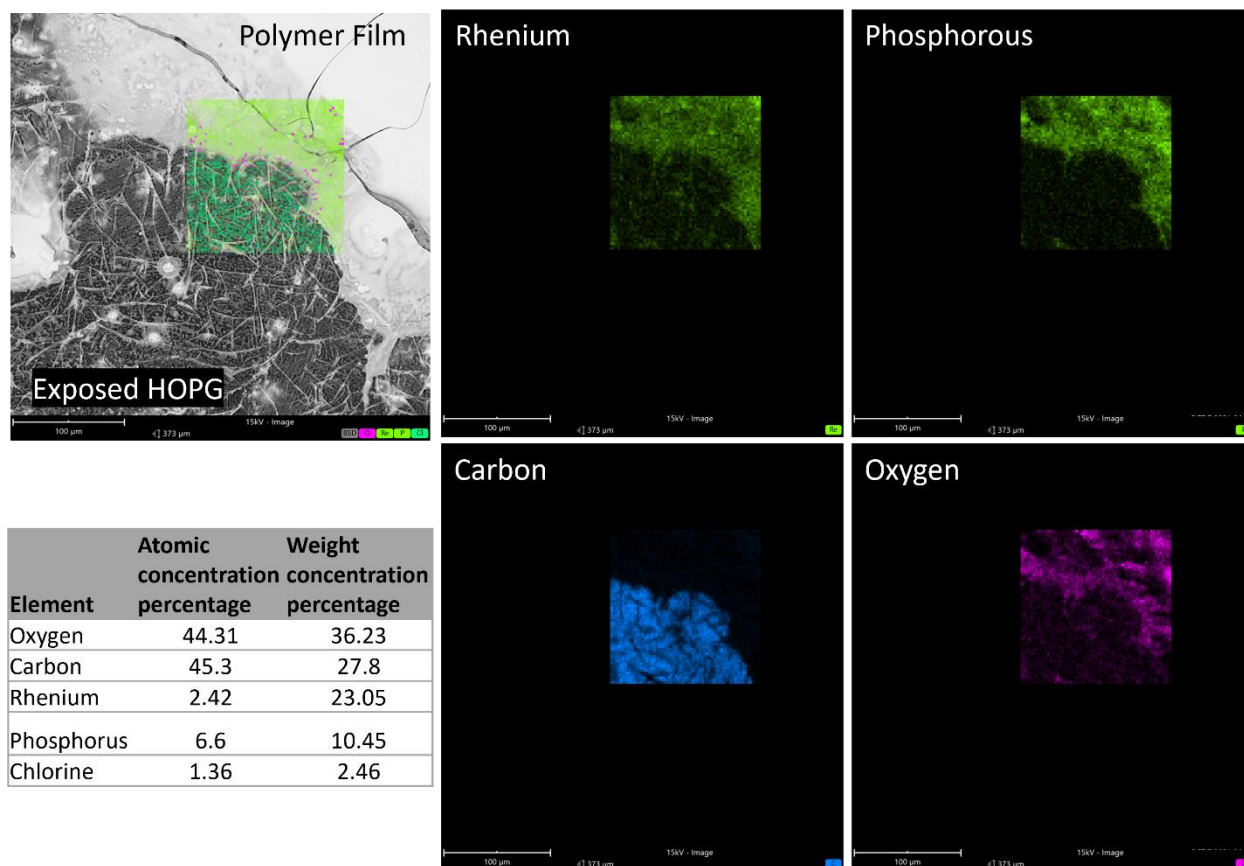 Polymer Film
Exposed HOPG
100 µm
373 µm
15kV - Image
BSD O Re P Cl
Rhenium
100 µm
373 µm
15kV - Image
Re
Phosphorous
100 µm
373 µm
15kV - Image
Element Atomic concentration percentage Weight concentration percentage
Oxygen 44.31 36.23
Carbon 45.3 27.8
Rhenium 2.42 23.05
Phosphorus 6.6 10.45
Chlorine 1.36 2.46
Carbon
100 µm
373 µm
15kV - Image
C
Oxygen
100 µm
373 µm
15kV - Image